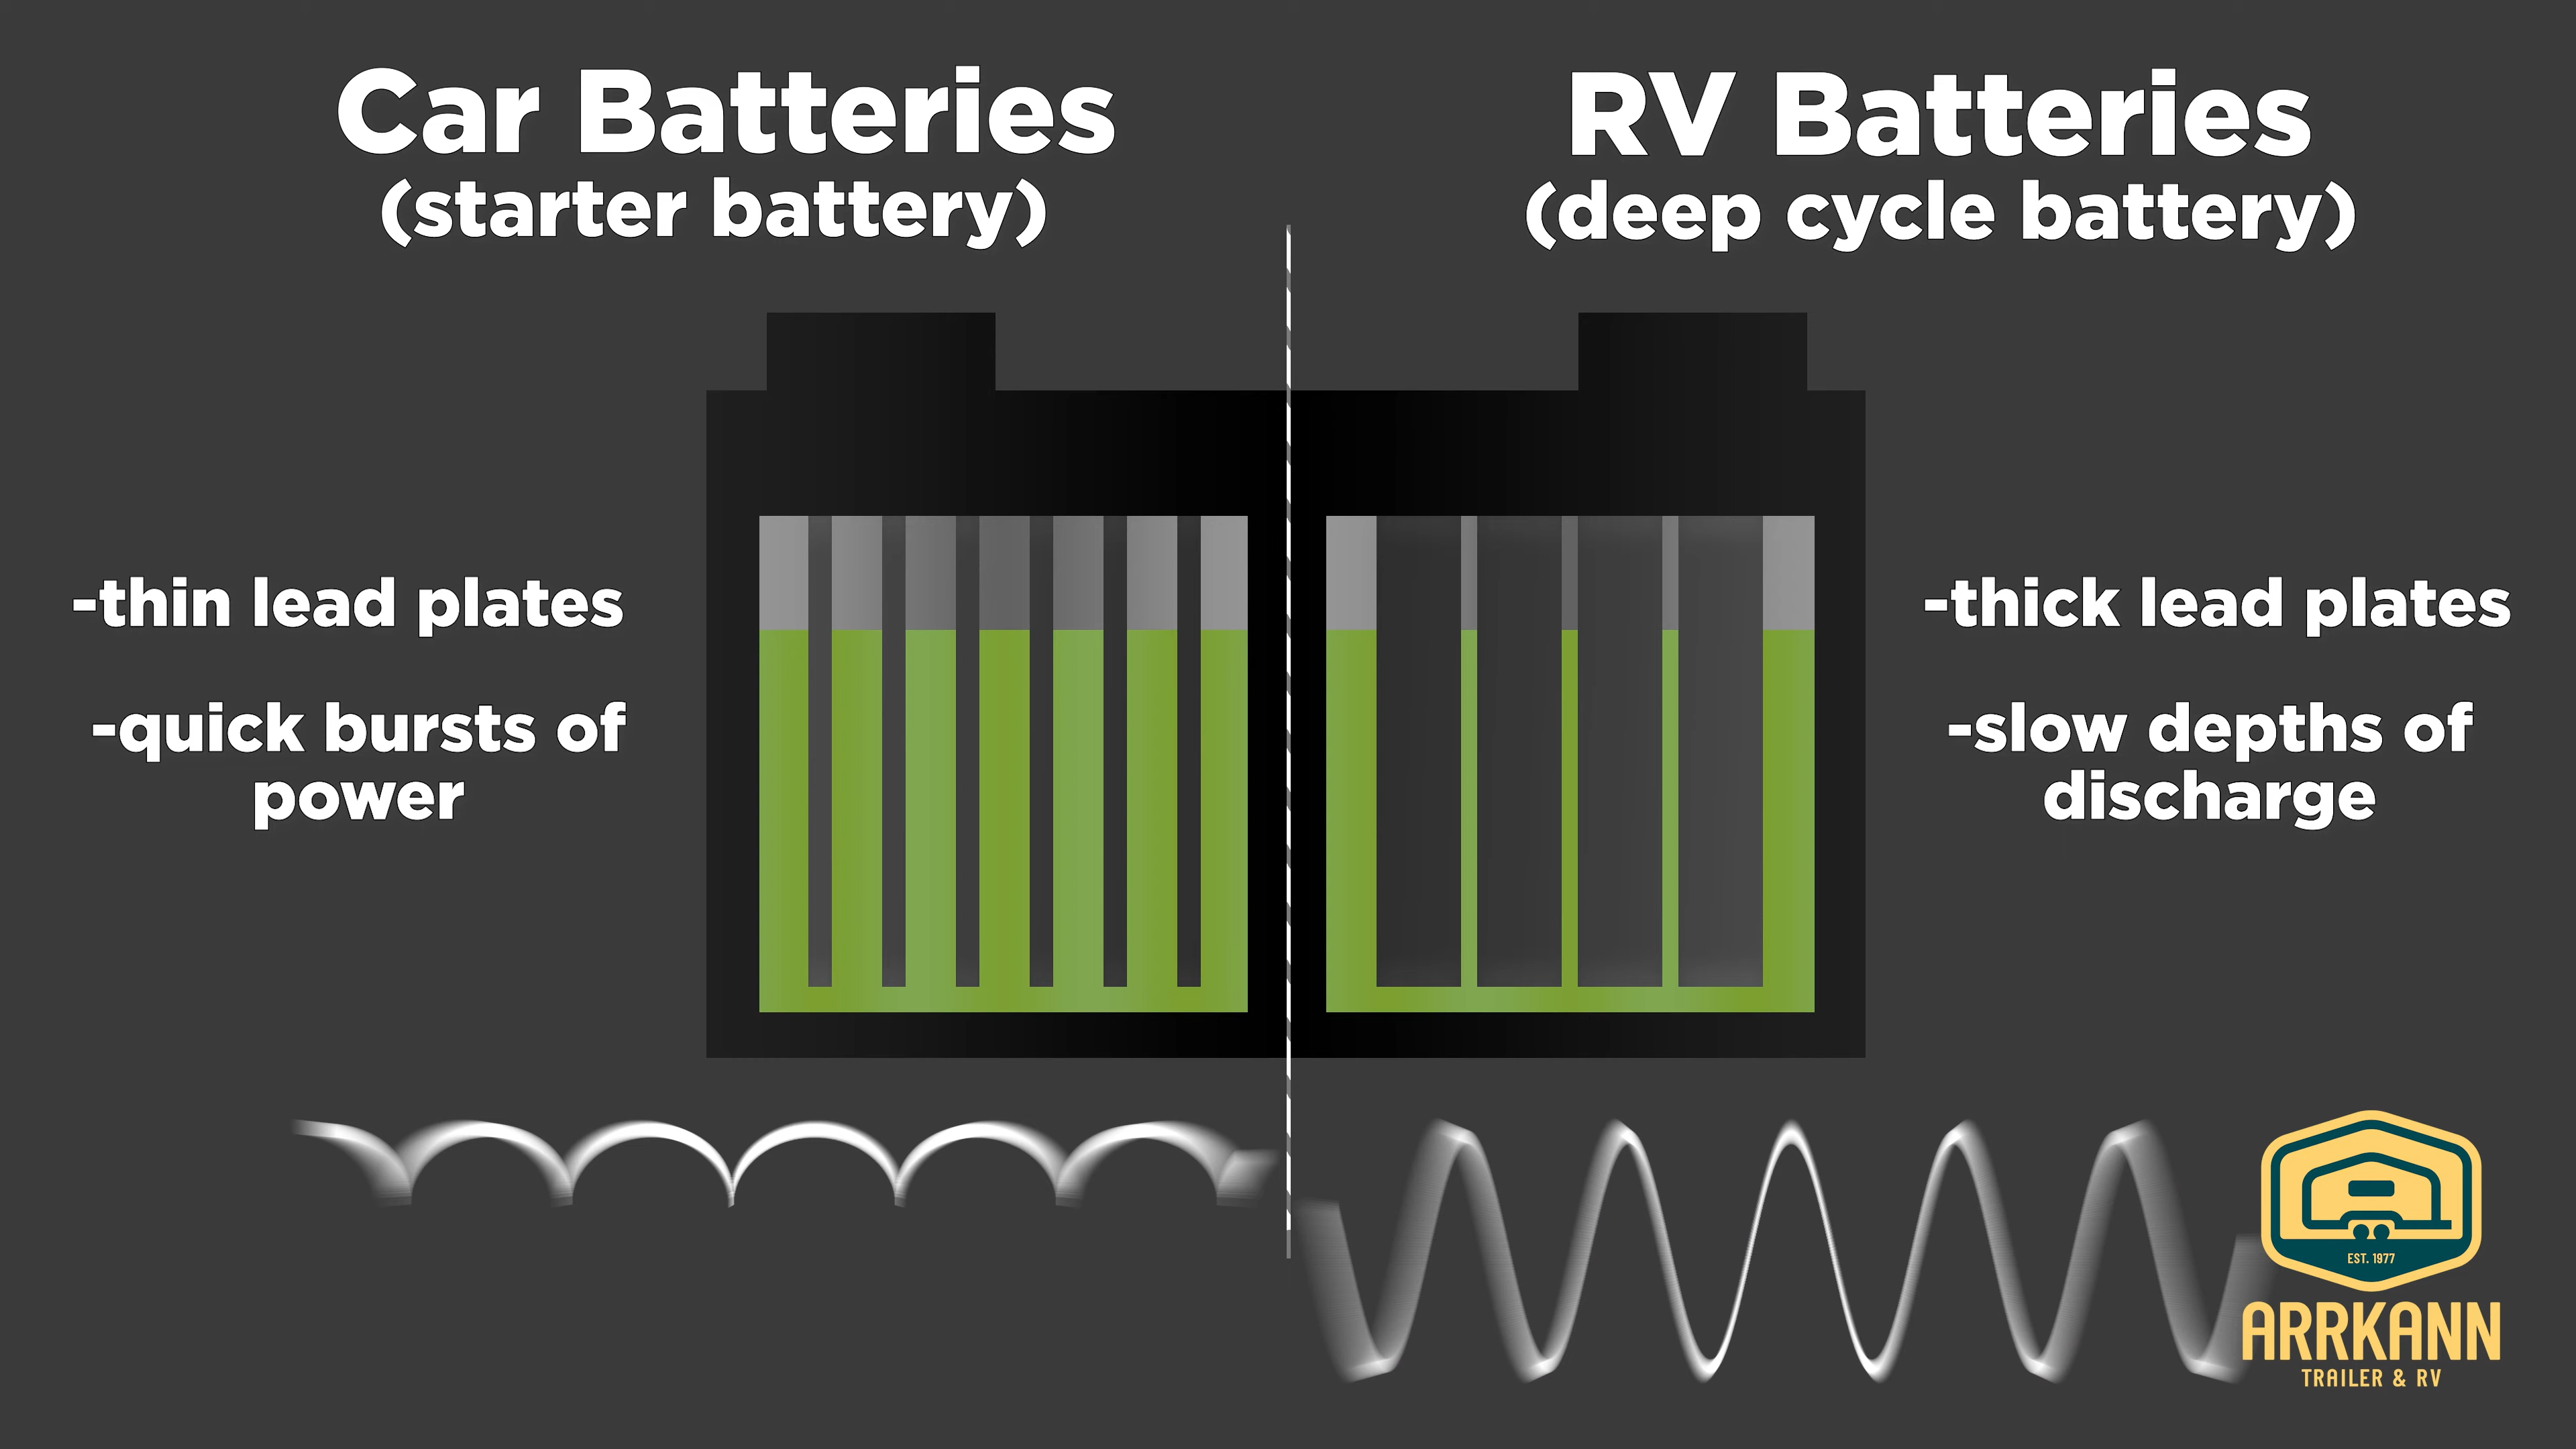 Car Batteries
(starter battery)
-thin lead plates
-quick bursts of
power
RV Batteries
(deep cycle battery)
-thick lead plates
-slow depths of
discharge
EST. 1977
ARRKANN
TRAILER & RV